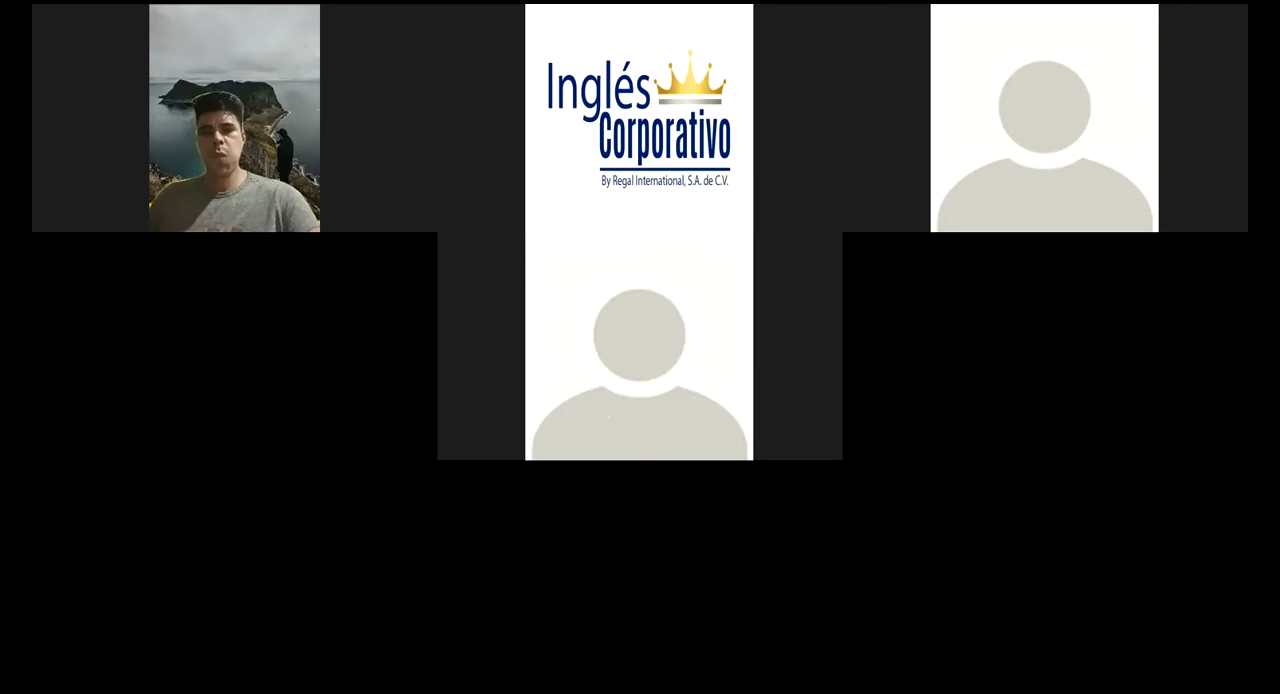 Inglés
Corporativo
By Regal International, S.A. de C.V.